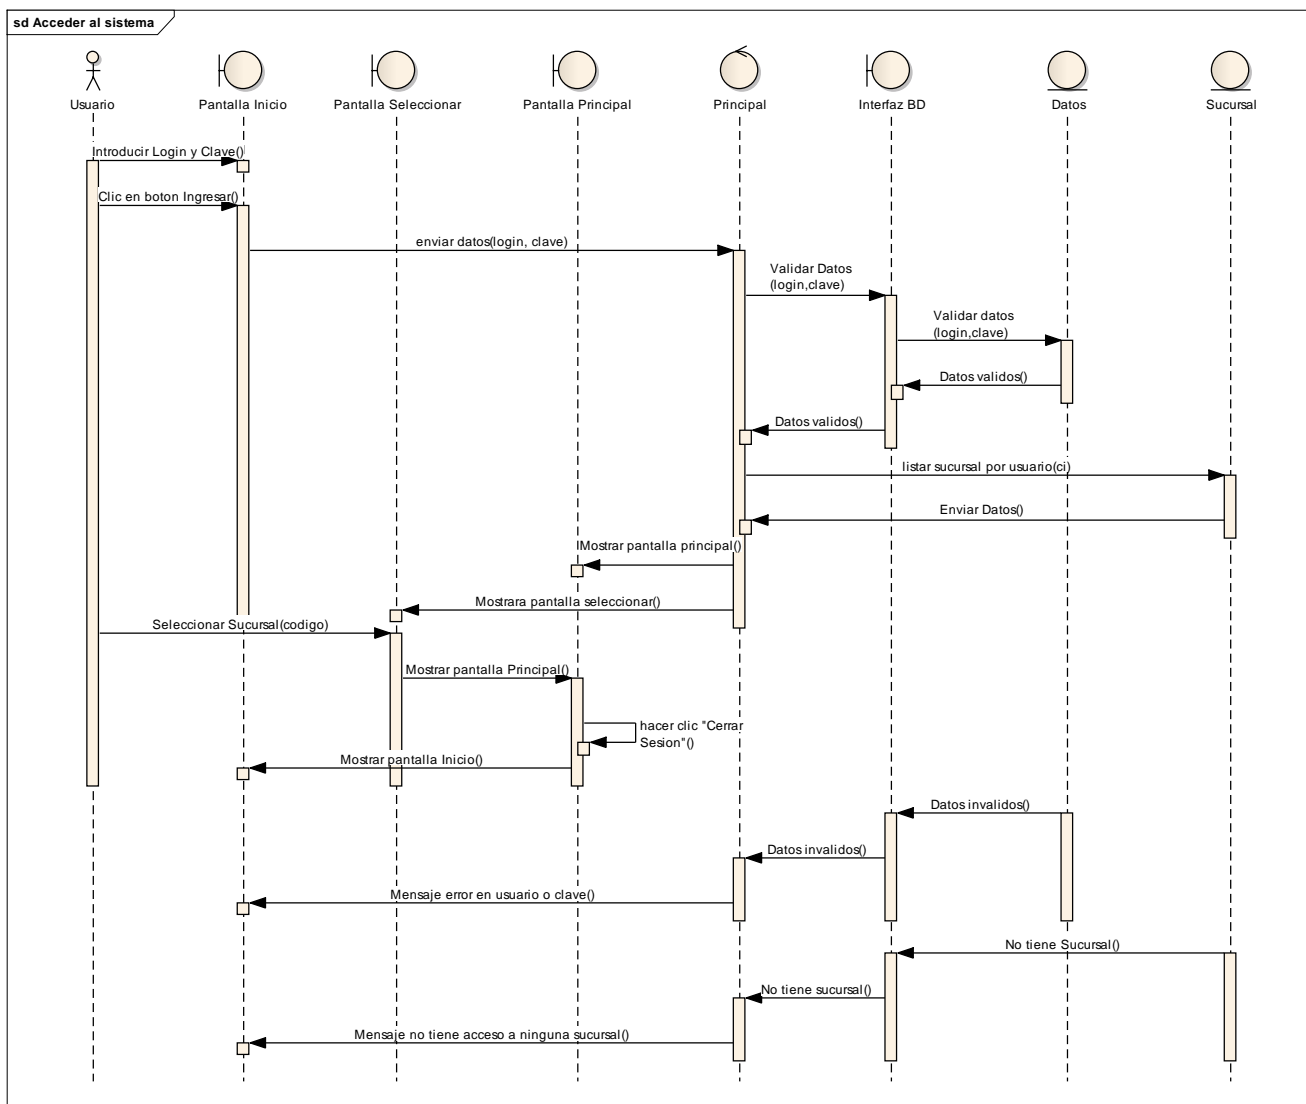 sd Acceder al sistema
Usuario
Pantalla Inicio
Pantalla Seleccionar
Pantalla Principal
Principal
Interfaz BD
Datos
Sucursal
Introducir Login y Clave()
Clic en boton Ingresar()
enviar datos(login, clave)
Validar Datos
(login,clave)
Validar datos
(login,clave)
Datos validos()
Datos validos()
listar sucursal por usuario(ci)
Enviar Datos()
Mostrar pantalla principal()
Mostrara pantalla seleccionar()
Seleccionar Sucursal(codigo)
Mostrar pantalla Principal()
hacer clic "Cerrar
Sesion"()
Mostrar pantalla Inicio()
Datos invalidos()
Datos invalidos()
Mensaje error en usuario o clave()
No tiene Sucursal()
No tiene sucursal()
Mensaje no tiene acceso a ninguna sucursal()